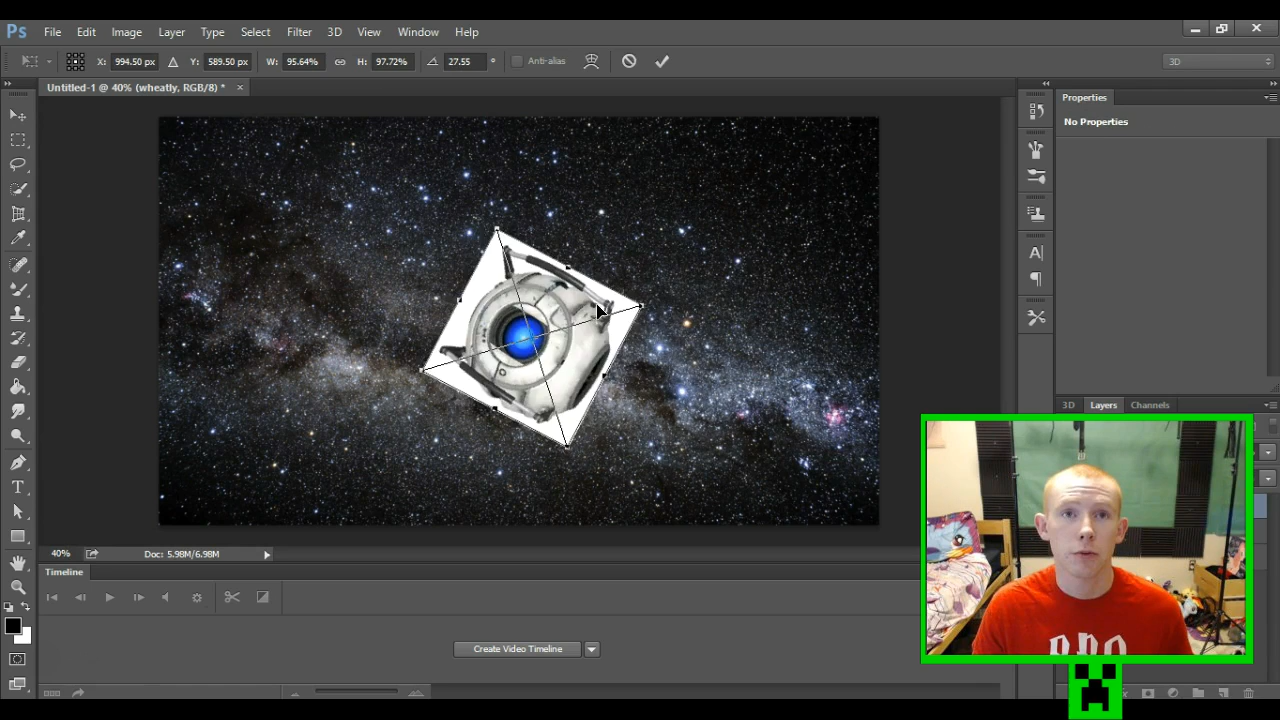 Ps File Edit Image Layer Type Select Filter 3D View Window Help
X: 994.50 px Y: 589.50 px W: 95.64% H: 97.72% 27.55 ° Anti-alias 3D
Untitled-1 @ 40% (wheatly, RGB/8) * ×
Properties
No Properties
3D Layers Channels
40% Doc: 5.98M/6.98M
Timeline
Create Video Timeline